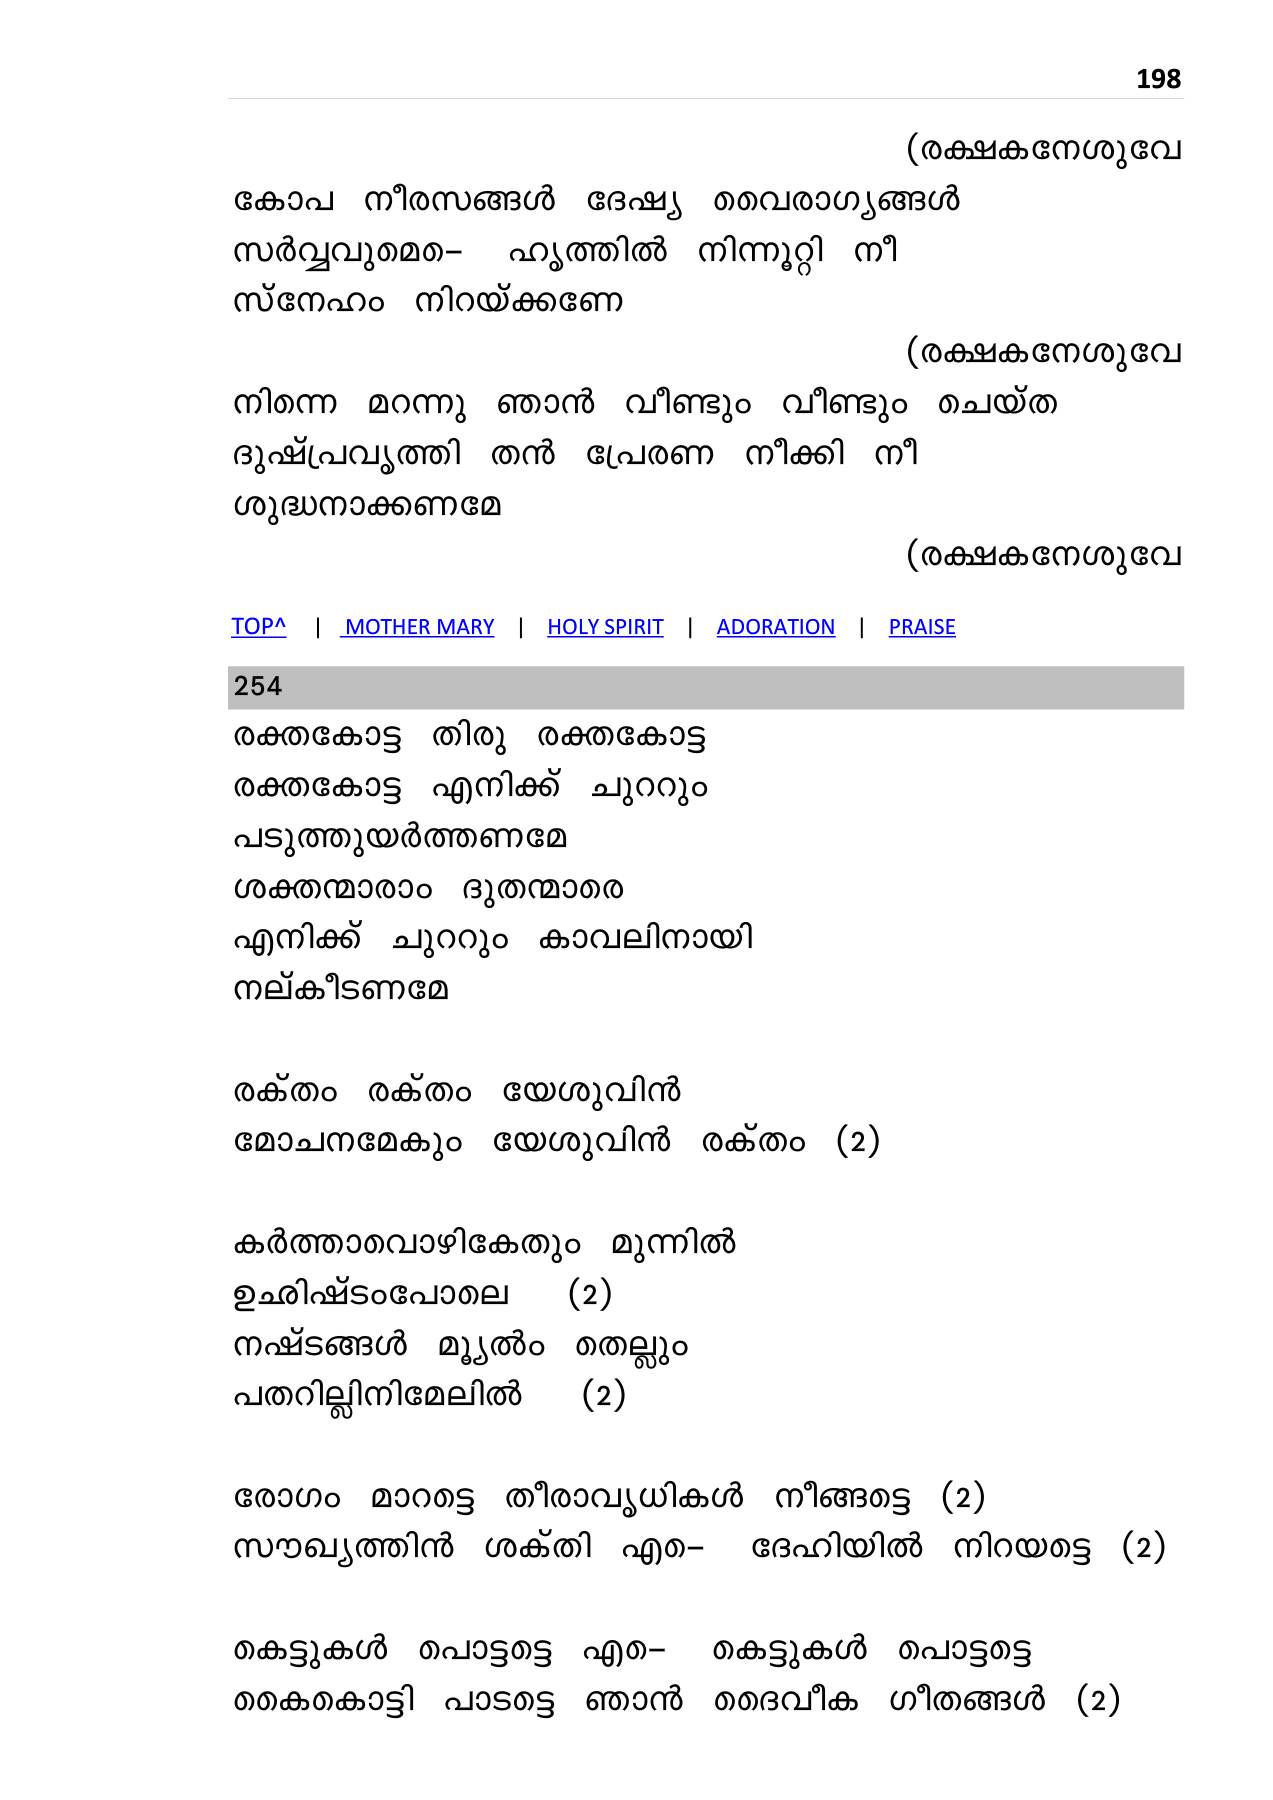 198
(രക്ഷകനേശുവേ
കോപ നീരസങ്ങൾ ദേഷ്യ വൈരാഗ്യങ്ങൾ
സർവ്വവുമെ– ഹൃത്തിൽ നിന്നൂറ്റി നീ
സ്നേഹം നിറയ്ക്കണേ
(രക്ഷകനേശുവേ
നിന്നെ മറന്നു ഞാൻ വീണ്ടും വീണ്ടും ചെയ്ത
ദുഷ്പ്രവൃത്തി തൻ പ്രേരണ നീക്കി നീ
ശുദ്ധനാക്കണമേ
(രക്ഷകനേശുവേ
TOP^ | MOTHER MARY | HOLY SPIRIT | ADORATION | PRAISE
254
രക്തകോട്ട തിരു രക്തകോട്ട
രക്തകോട്ട എനിക്ക് ചുററും
പടുത്തുയർത്തണമേ
ശക്തന്മാരാം ദുതന്മാരെ
എനിക്ക് ചുററും കാവലിനായി
നല്കീടണമേ
രക്‌തം രക്‌തം യേശുവിൻ
മോചനമേകും യേശുവിൻ രക്‌തം (2)
കർത്താവൊഴികേതും മുന്നിൽ
ഉഛിഷ്ടംപോലെ (2)
നഷ്ടങ്ങൾ മൂ്യൽം തെല്ലും
പതറില്ലിനിമേലിൽ (2)
രോഗം മാറട്ടെ തീരാവൃധികൾ നീങ്ങട്ടെ (2)
സൗഖ്യത്തിൻ ശക്‌തി എ​െ– ദേഹിയിൽ നിറയട്ടെ (2)
കെട്ടുകൾ പൊട്ടട്ടെ എ​െ– കെട്ടുകൾ പൊട്ടട്ടെ
കൈകൊട്ടി പാടട്ടെ ഞാൻ ദൈവീക ഗീതങ്ങൾ (2)